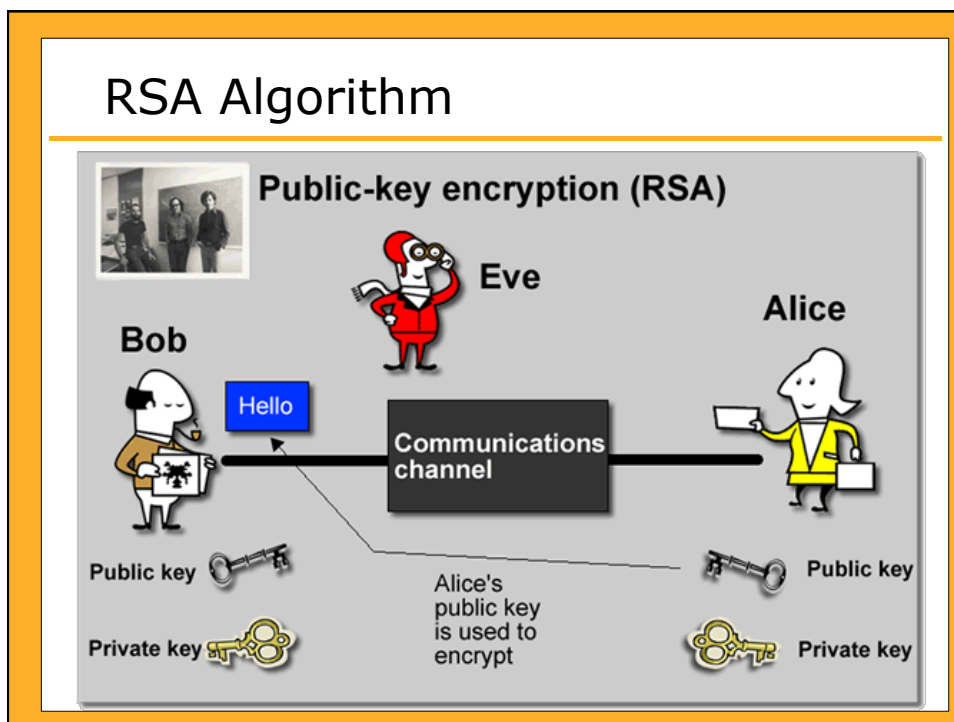 RSA Algorithm
Public-key encryption (RSA)
Eve
Alice
Bob
Hello
Communications
channel
Public key
Alice's
public key
is used to
encrypt
Public key
Private key
Private key